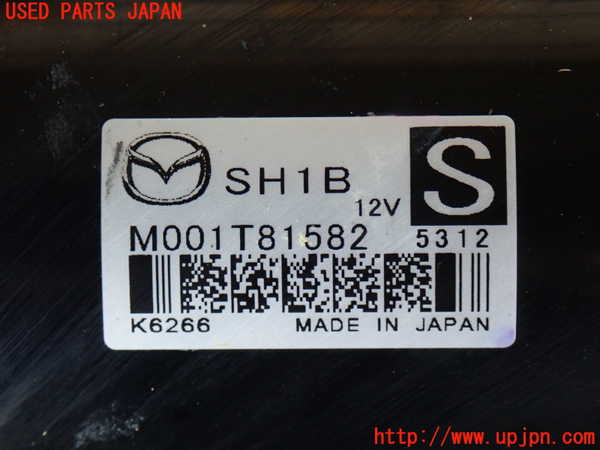 USED PARTS JAPAN
SH1B
S
12V
M001T81582 5312
K6266 MADE IN JAPAN
http://www.upjpn.com/